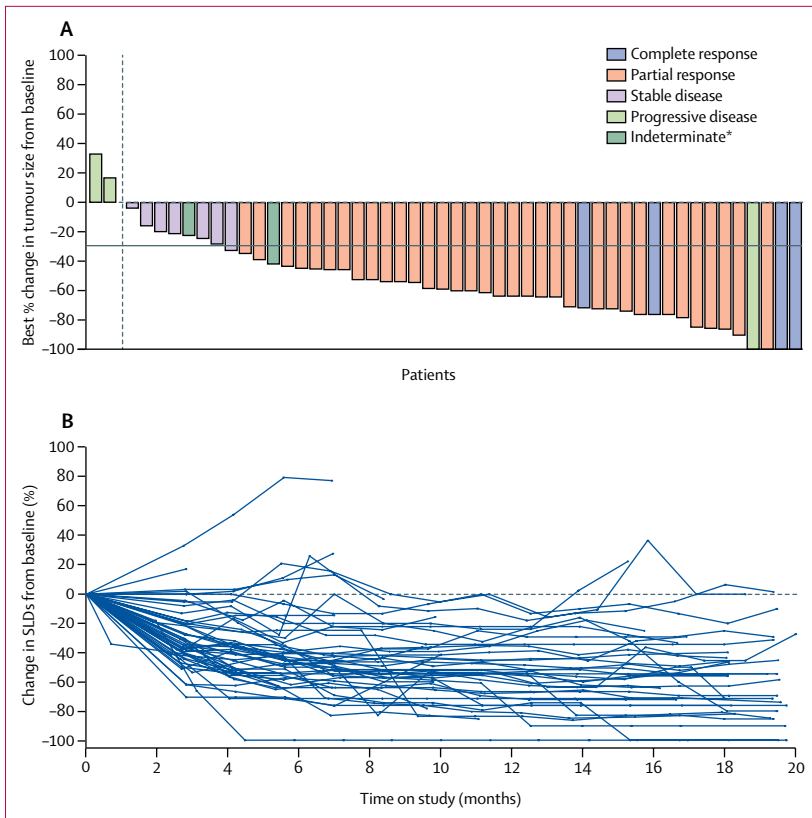 A
100
80
60
40
20
0
–20
–40
–60
–80
–100
Best % change in tumour size from baseline
Complete response
Partial response
Stable disease
Progressive disease
Indeterminate*
Patients
B
100
80
60
40
20
0
–20
–40
–60
–80
–100
Change in SLDs from baseline (%)
0 2 4 6 8 10 12 14 16 18 20
Time on study (months)